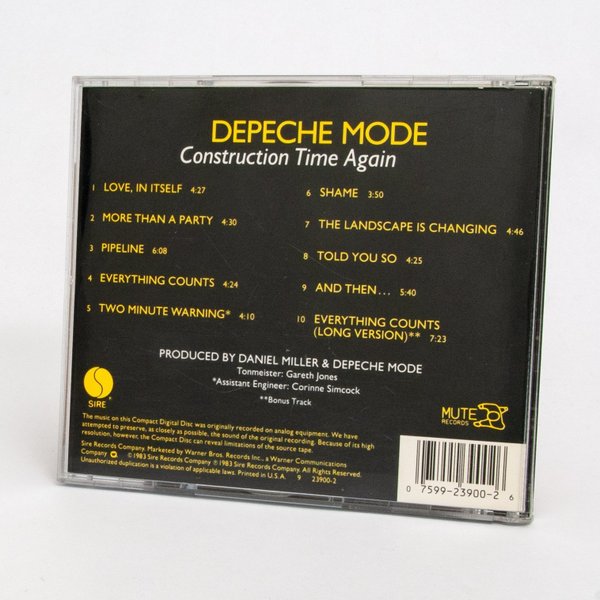 DEPECHE MODE
Construction Time Again
1 LOVE, IN ITSELF 4:27
2 MORE THAN A PARTY 4:30
3 PIPELINE 6:08
4 EVERYTHING COUNTS 4:24
5 TWO MINUTE WARNING* 4:10
6 SHAME 3:50
7 THE LANDSCAPE IS CHANGING 4:46
8 TOLD YOU SO 4:25
9 AND THEN... 5:40
10 EVERYTHING COUNTS
(LONG VERSION)** 7:23
PRODUCED BY DANIEL MILLER & DEPECHE MODE
Tonmeister: Gareth Jones
*Assistant Engineer: Corinne Simcock
**Bonus Track
SIRE
MUTE
RECORDS
The music on this Compact Digital Disc was originally recorded on analog equipment. We have
attempted to preserve, as closely as possible, the sound of the original recording. Because of its high
resolution, however, the Compact Disc can reveal limitations of the source tape.
Sire Records Company. Marketed by Warner Bros. Records Inc., a Warner Communications
Company ©1983 Sire Records Company ℗1983 Sire Records Company. All Rights Reserved.
Unauthorized duplication is a violation of applicable laws. Printed in U.S.A. 9 23900-2
0 7599-23900-2 6